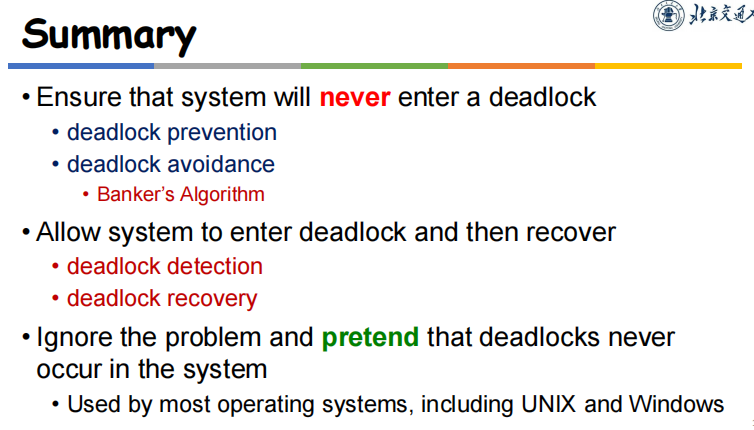 Summary
北京交通大
• Ensure that system will never enter a deadlock
• deadlock prevention
• deadlock avoidance
• Banker's Algorithm
• Allow system to enter deadlock and then recover
• deadlock detection
• deadlock recovery
• Ignore the problem and pretend that deadlocks never
occur in the system
• Used by most operating systems, including UNIX and Windows